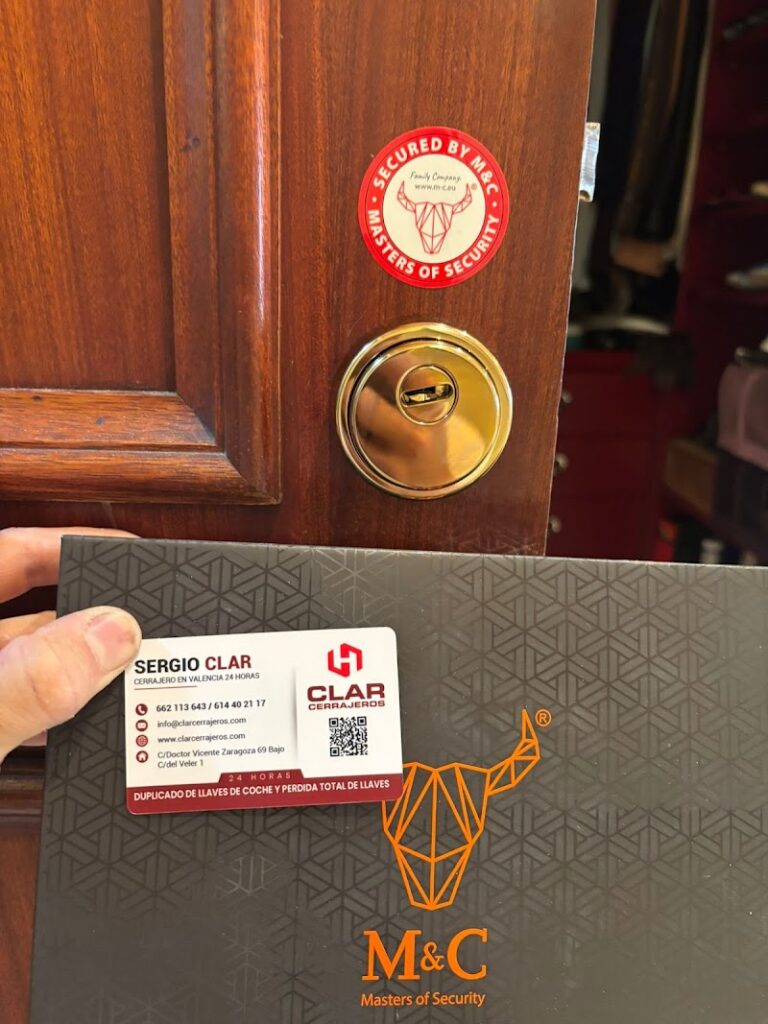 SECURED BY M&C
Family Company.
www.m-c.eu
®
MASTERS OF SECURITY
SERGIO CLAR
CERRAJERO EN VALENCIA 24 HORAS
662 113 643 / 614 40 21 17
info@clarcerrajeros.com
www.clarcerrajeros.com
C/Doctor Vicente Zaragoza 69 Bajo
C/del Veler 1
CLAR
CERRAJEROS
24 HORAS
DUPLICADO DE LLAVES DE COCHE Y PERDIDA TOTAL DE LLAVES
®
M&C
Masters of Security